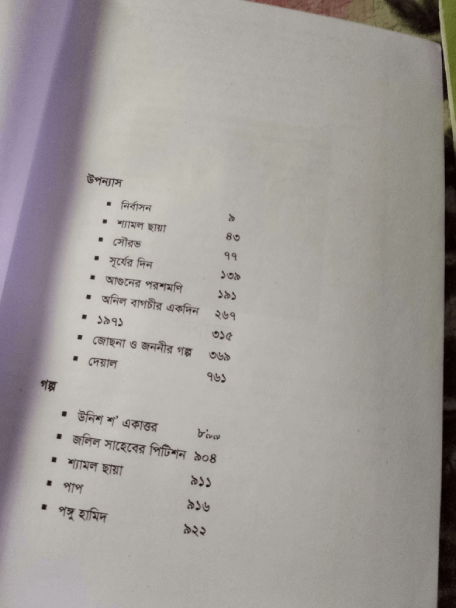 উপন্যাস
▪ নির্বাসন ৯
▪ শ্যামল ছায়া ৪৩
▪ সৌরভ ৭৭
▪ সূর্যের দিন ১৩৯
▪ আগুনের পরশমণি ১৯১
▪ অনিল বাগচীর একদিন ২৬৭
▪ ১৯৭১ ৩১৫
▪ জোছনা ও জননীর গল্প ৩৬৯
▪ দেয়াল ৭৬১
গল্প
▪ উনিশ শ' একাত্তর
▪ জলিল সাহেবের পিটিশন ৯০৪
▪ শ্যামল ছায়া ৯১১
▪ পাপ ৯১৬
▪ পঙ্গু হামিদ ৯২২